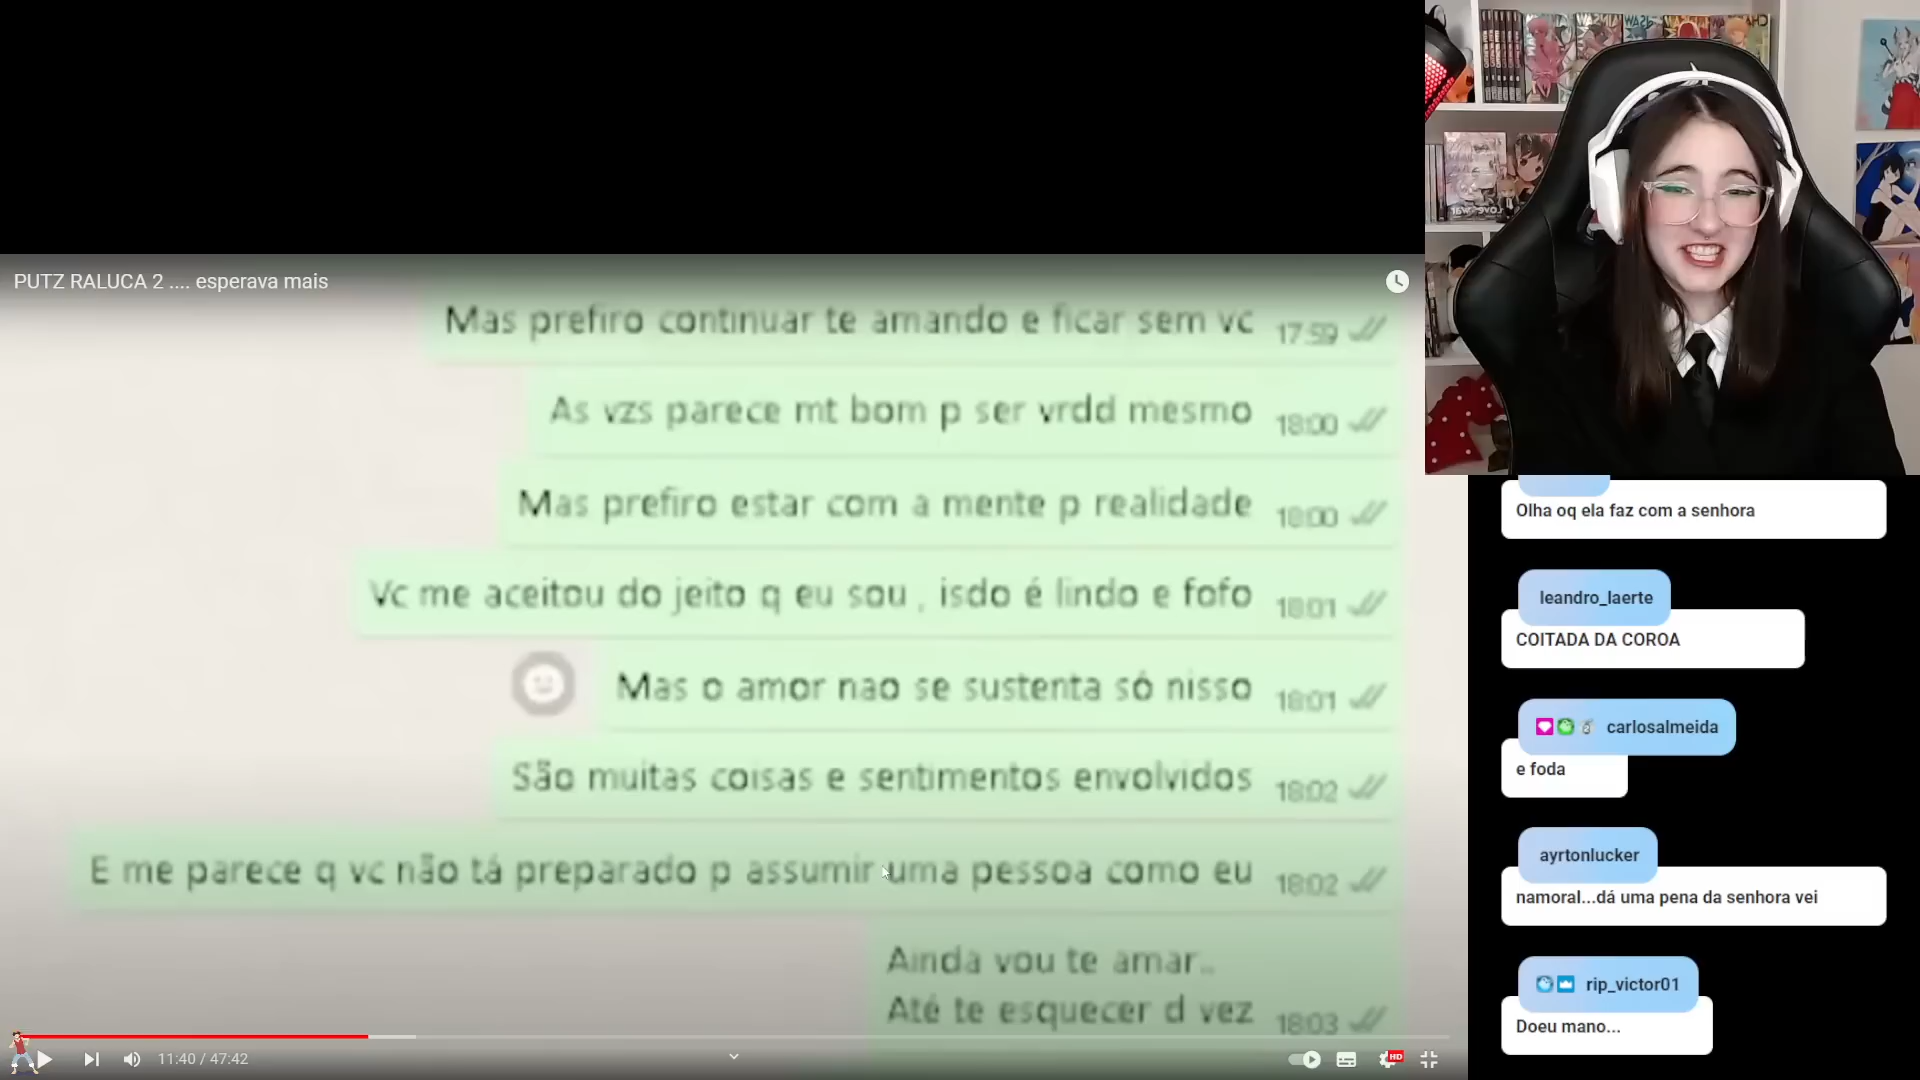 PUTZ RALUCA 2 .... esperava mais
Mas prefiro continuar te amando e ficar sem vc 17:59
As vzs parece mt bom p ser vrdd mesmo 18:00
Mas prefiro estar com a mente p realidade 18:00
Vc me aceitou do jeito q eu sou , isdo é lindo e fofo 18:01
Mas o amor nao se sustenta só nisso 18:01
São muitas coisas e sentimentos envolvidos 18:02
E me parece q vc não tá preparado p assumir uma pessoa como eu 18:02
Ainda vou te amar..
Até te esquecer d vez 18:03
11:40 / 47:42
HD
Olha oq ela faz com a senhora
leandro_laerte
COITADA DA COROA
carlosalmeida
e foda
ayrtonlucker
namoral...dá uma pena da senhora vei
rip_victor01
Doeu mano...